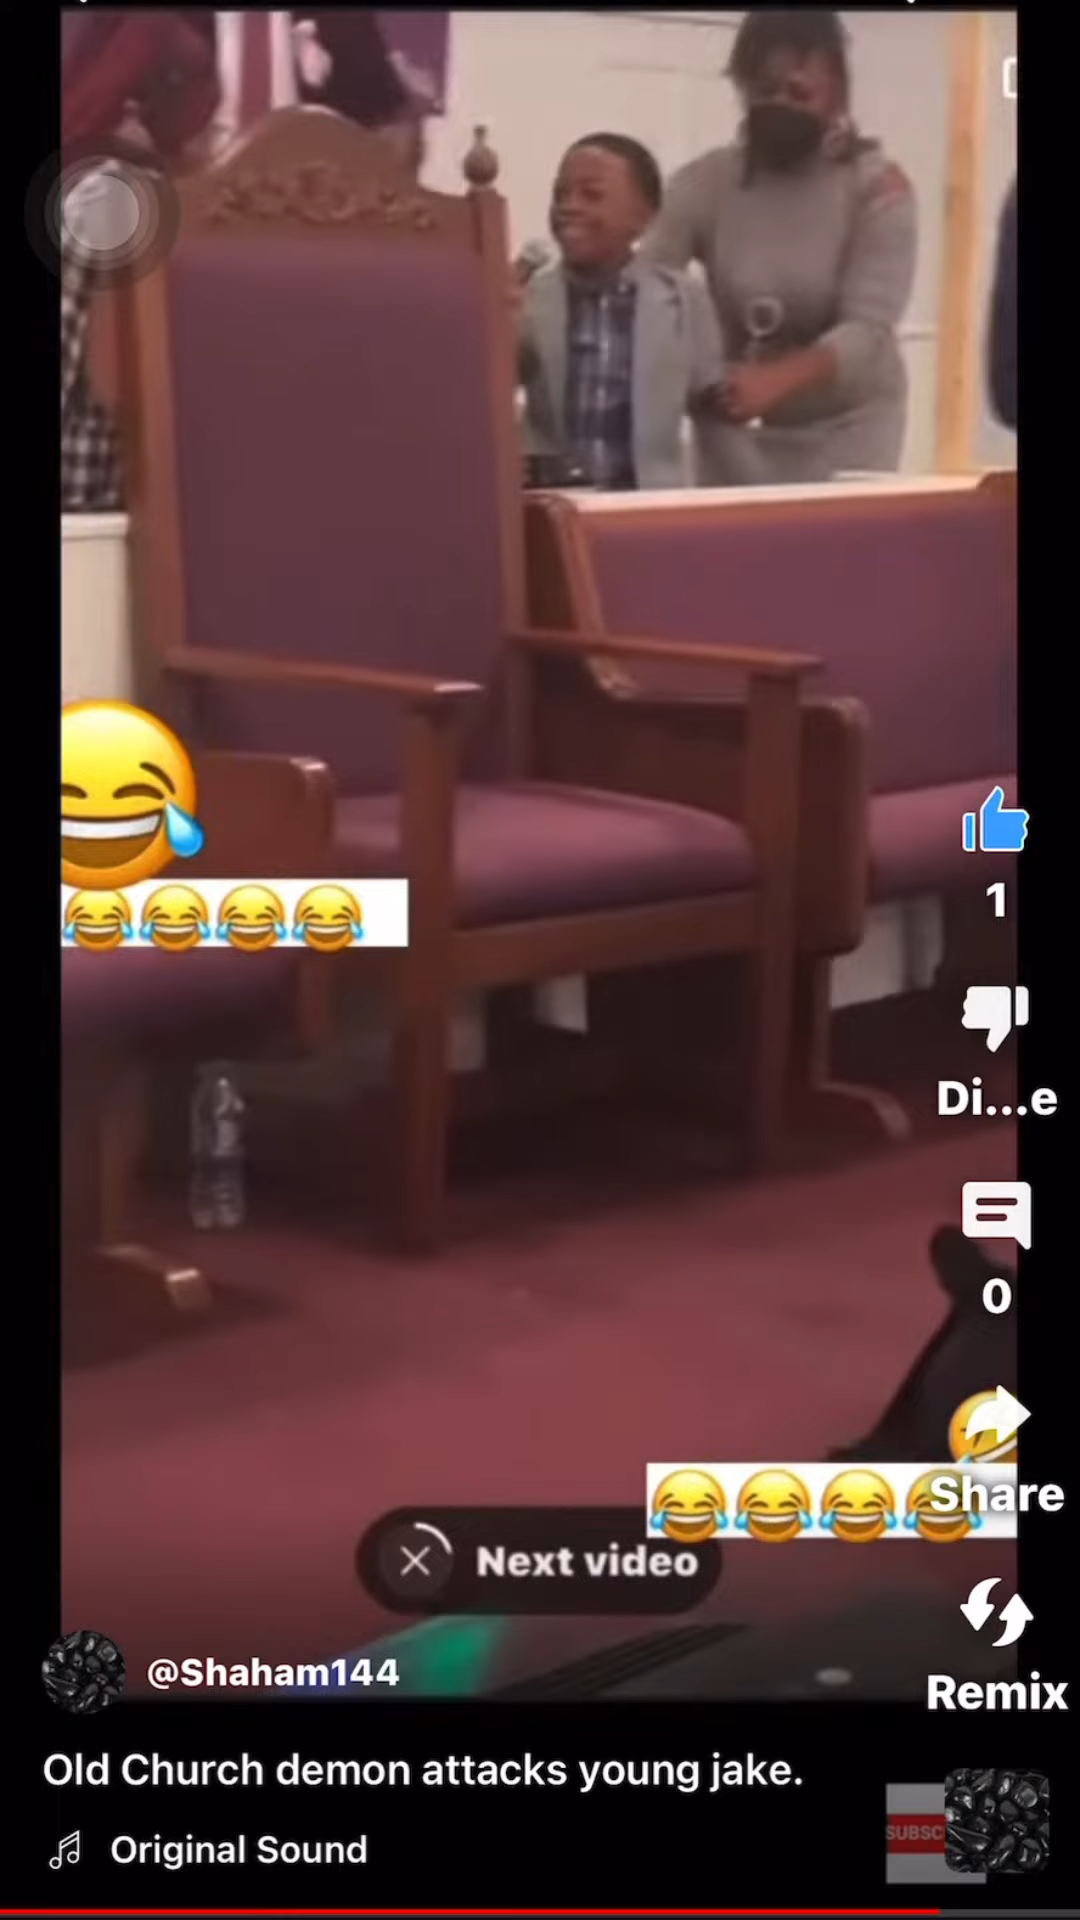 1
Di...e
0
Share
Next video
@Shaham144
Remix
Old Church demon attacks young jake.
Original Sound
SUBSC